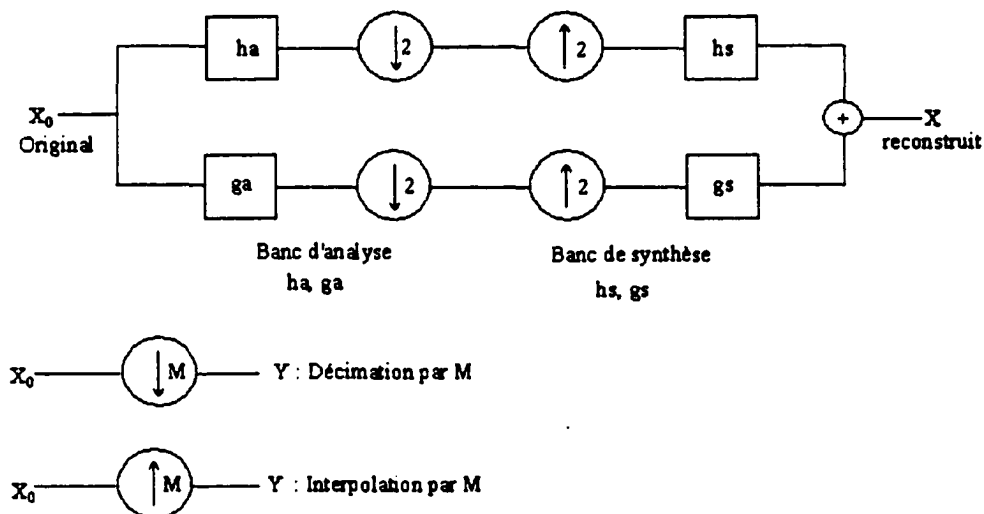 ha 2 2 hs
X₀ X
Original reconstruit
+
ga 2 2 gs
Banc d'analyse Banc de synthèse
ha, ga hs, gs
X₀ M Y : Décimation par M
X₀ M Y : Interpolation par M